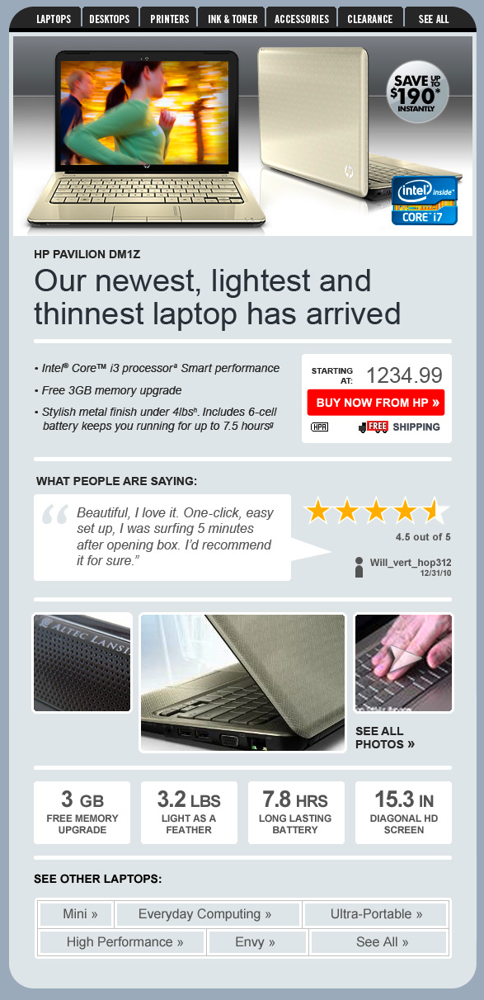 LAPTOPS DESKTOPS PRINTERS INK & TONER ACCESSORIES CLEARANCE SEE ALL
SAVE UP TO
$190*
INSTANTLY
hp
hp
intel inside™
CORE™ i7
HP PAVILION DM1Z
Our newest, lightest and
thinnest laptop has arrived
• Intel® Core™ i3 processorª Smart performance
• Free 3GB memory upgrade
• Stylish metal finish under 4lbsʰ. Includes 6-cell
battery keeps you running for up to 7.5 hoursᵍ
STARTING
AT: 1234.99
BUY NOW FROM HP »
HPA FREE SHIPPING
WHAT PEOPLE ARE SAYING:
“ Beautiful, I love it. One-click, easy
set up, I was surfing 5 minutes
after opening box. I’d recommend
it for sure.”
4.5 out of 5
Will_vert_hop312
12/31/10
ALTEC LANSI
SEE ALL
PHOTOS »
3 GB
FREE MEMORY
UPGRADE
3.2 LBS
LIGHT AS A
FEATHER
7.8 HRS
LONG LASTING
BATTERY
15.3 IN
DIAGONAL HD
SCREEN
SEE OTHER LAPTOPS:
Mini » Everyday Computing » Ultra-Portable »
High Performance » Envy » See All »